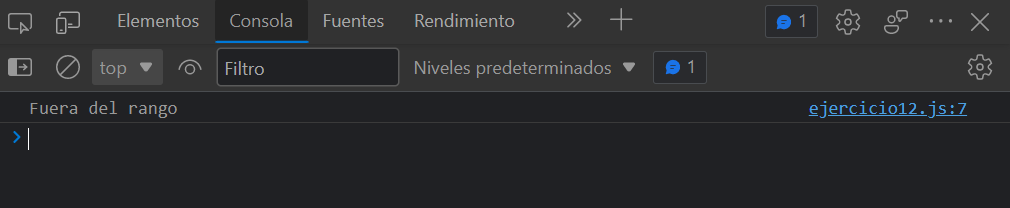 Elementos Consola Fuentes Rendimiento 1
top Filtro Niveles predeterminados 1
Fuera del rango ejercicio12.js:7